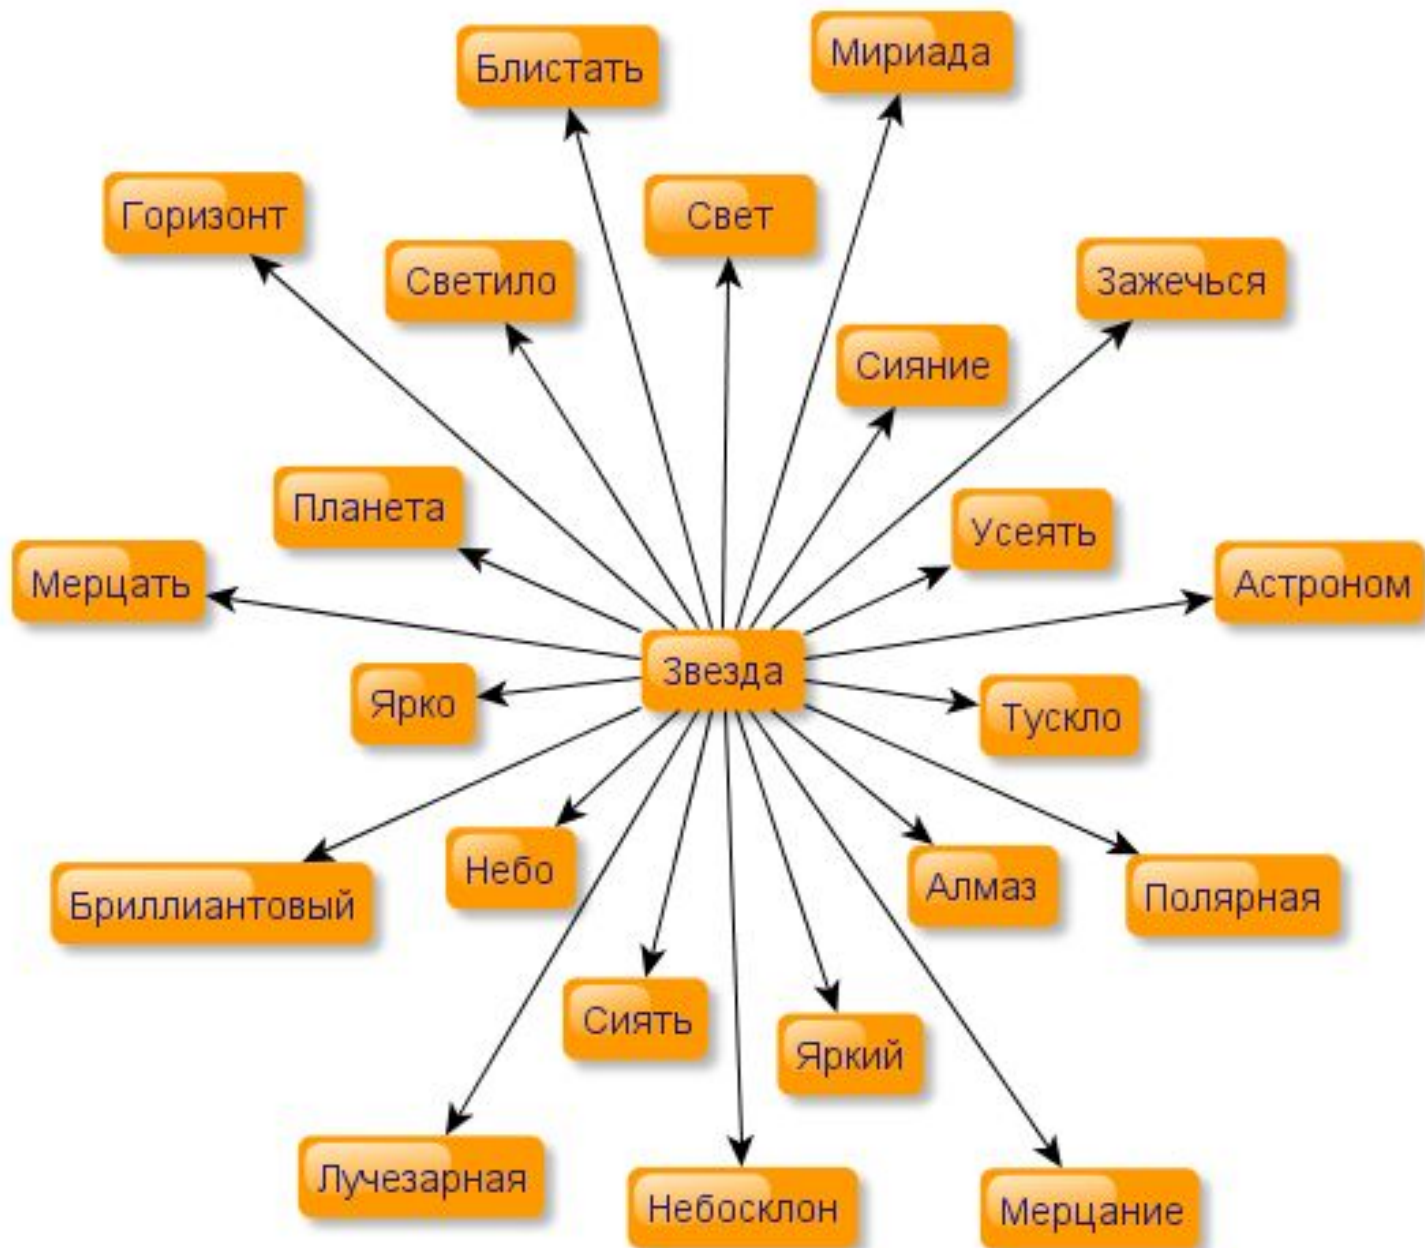 Мириада
Блистать
Горизонт
Свет
Светило
Зажечься
Сияние
Планета
Усеять
Мерцать
Астроном
Звезда
Ярко
Тускло
Небо
Алмаз
Бриллиантовый
Полярная
Сиять
Яркий
Лучезарная
Небосклон
Мерцание